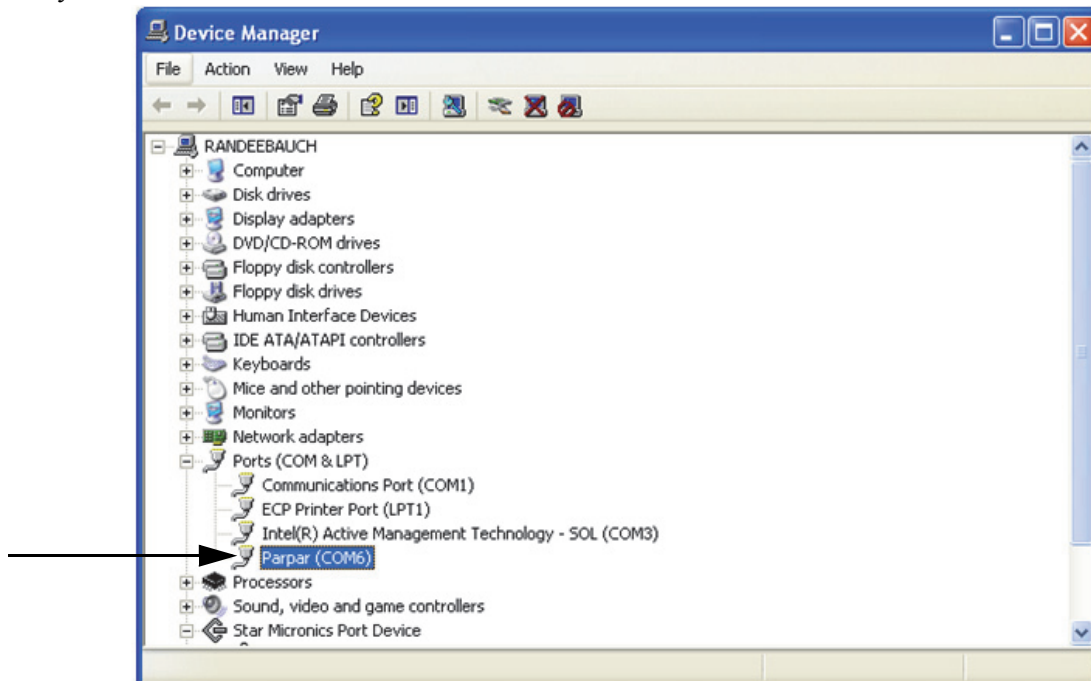 Device Manager
File Action View Help
RANDEEBAUCH
Computer
Disk drives
Display adapters
DVD/CD-ROM drives
Floppy disk controllers
Floppy disk drives
Human Interface Devices
IDE ATA/ATAPI controllers
Keyboards
Mice and other pointing devices
Monitors
Network adapters
Ports (COM & LPT)
Communications Port (COM1)
ECP Printer Port (LPT1)
Intel(R) Active Management Technology - SOL (COM3)
Parpar (COM6)
Processors
Sound, video and game controllers
Star Micronics Port Device